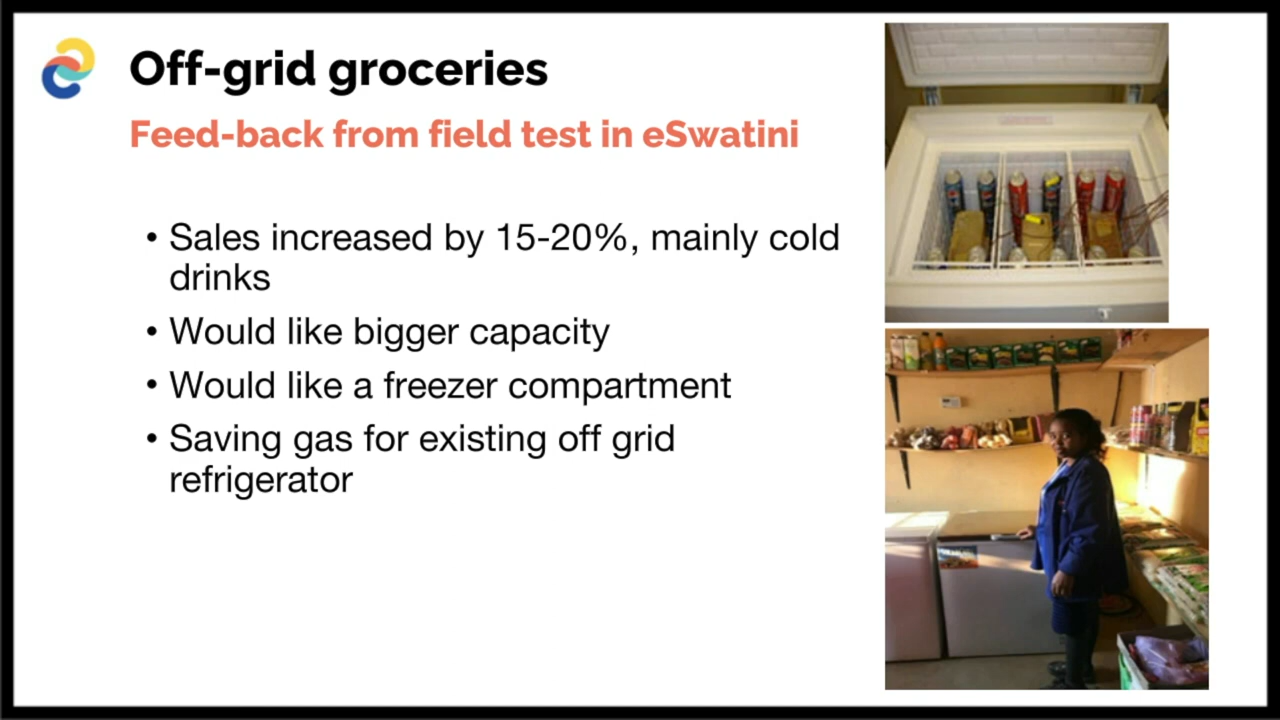 Off-grid groceries
Feed-back from field test in eSwatini
• Sales increased by 15-20%, mainly cold
drinks
• Would like bigger capacity
• Would like a freezer compartment
• Saving gas for existing off grid
refrigerator